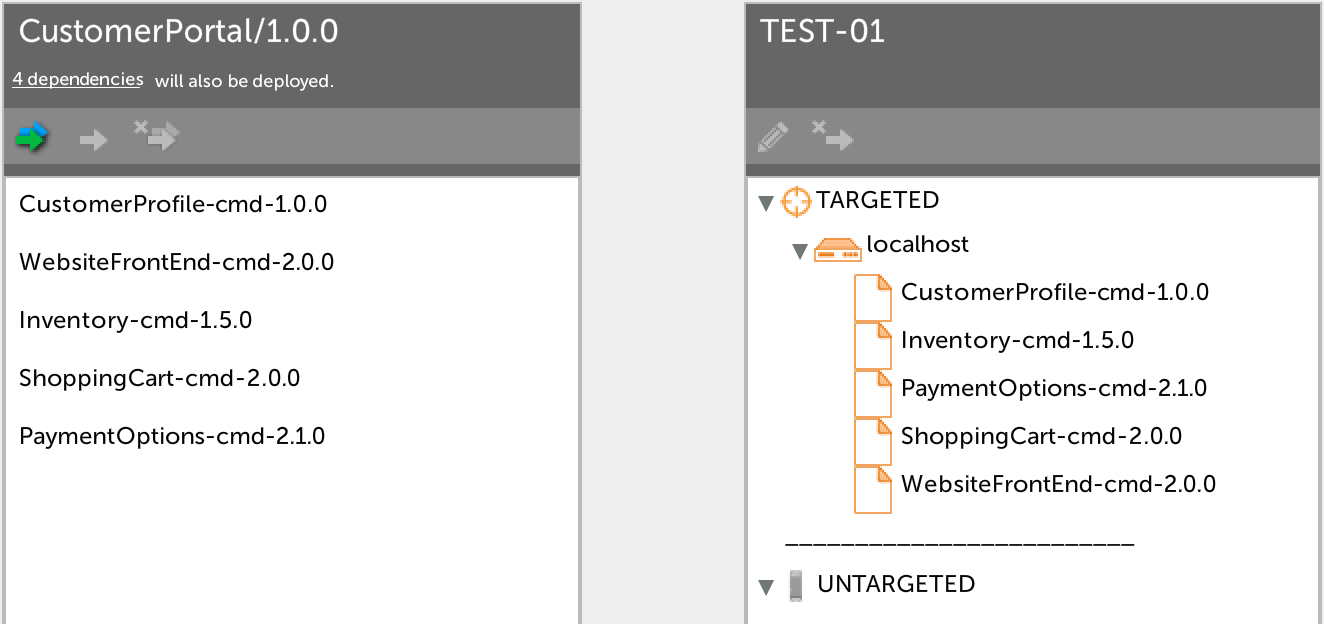 CustomerPortal/1.0.0
4 dependencies will also be deployed.
CustomerProfile-cmd-1.0.0
WebsiteFrontEnd-cmd-2.0.0
Inventory-cmd-1.5.0
ShoppingCart-cmd-2.0.0
PaymentOptions-cmd-2.1.0
TEST-01
TARGETED
localhost
CustomerProfile-cmd-1.0.0
Inventory-cmd-1.5.0
PaymentOptions-cmd-2.1.0
ShoppingCart-cmd-2.0.0
WebsiteFrontEnd-cmd-2.0.0
UNTARGETED